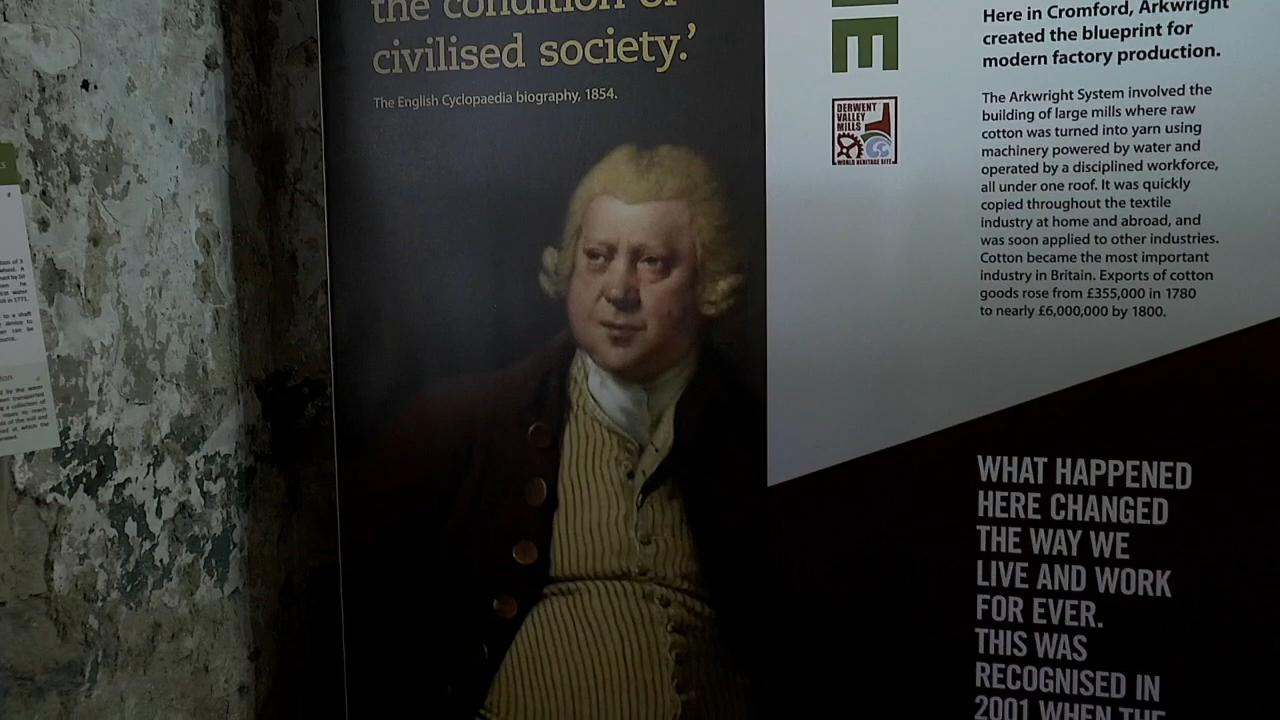 the condition of
civilised society.’
The English Cyclopaedia biography, 1854.
E
DERWENT
VALLEY
MILLS
WORLD HERITAGE SITE
Here in Cromford, Arkwright
created the blueprint for
modern factory production.
The Arkwright System involved the
building of large mills where raw
cotton was turned into yarn using
machinery powered by water and
operated by a disciplined workforce,
all under one roof. It was quickly
copied throughout the textile
industry at home and abroad, and
was soon applied to other industries.
Cotton became the most important
industry in Britain. Exports of cotton
goods rose from £355,000 in 1780
to nearly £6,000,000 by 1800.
WHAT HAPPENED
HERE CHANGED
THE WAY WE
LIVE AND WORK
FOR EVER.
THIS WAS
RECOGNISED IN
2001 WHEN THE